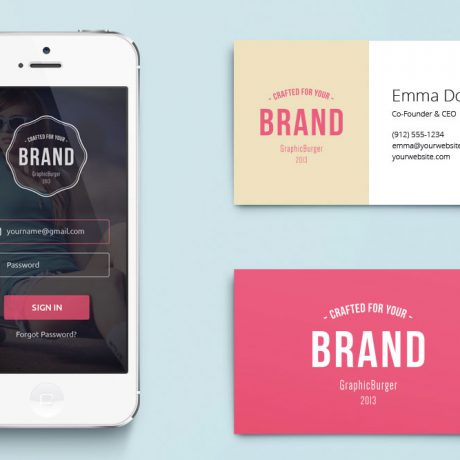 - CRAFTED FOR YOUR -
BRAND
GraphicBurger
2013
yourname@gmail.com
Password
SIGN IN
Forgot Password?
- CRAFTED FOR YOUR -
BRAND
GraphicBurger
2013
Emma Do
Co-Founder & CEO
(912) 555-1234
emma@yourwebsite
yourwebsite.com
- CRAFTED FOR YOUR -
BRAND
GraphicBurger
2013